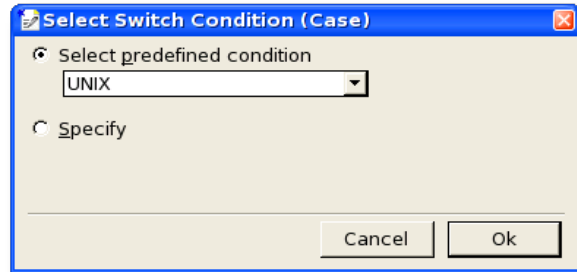 Select Switch Condition (Case)
Select predefined condition
UNIX
Specify
Cancel Ok